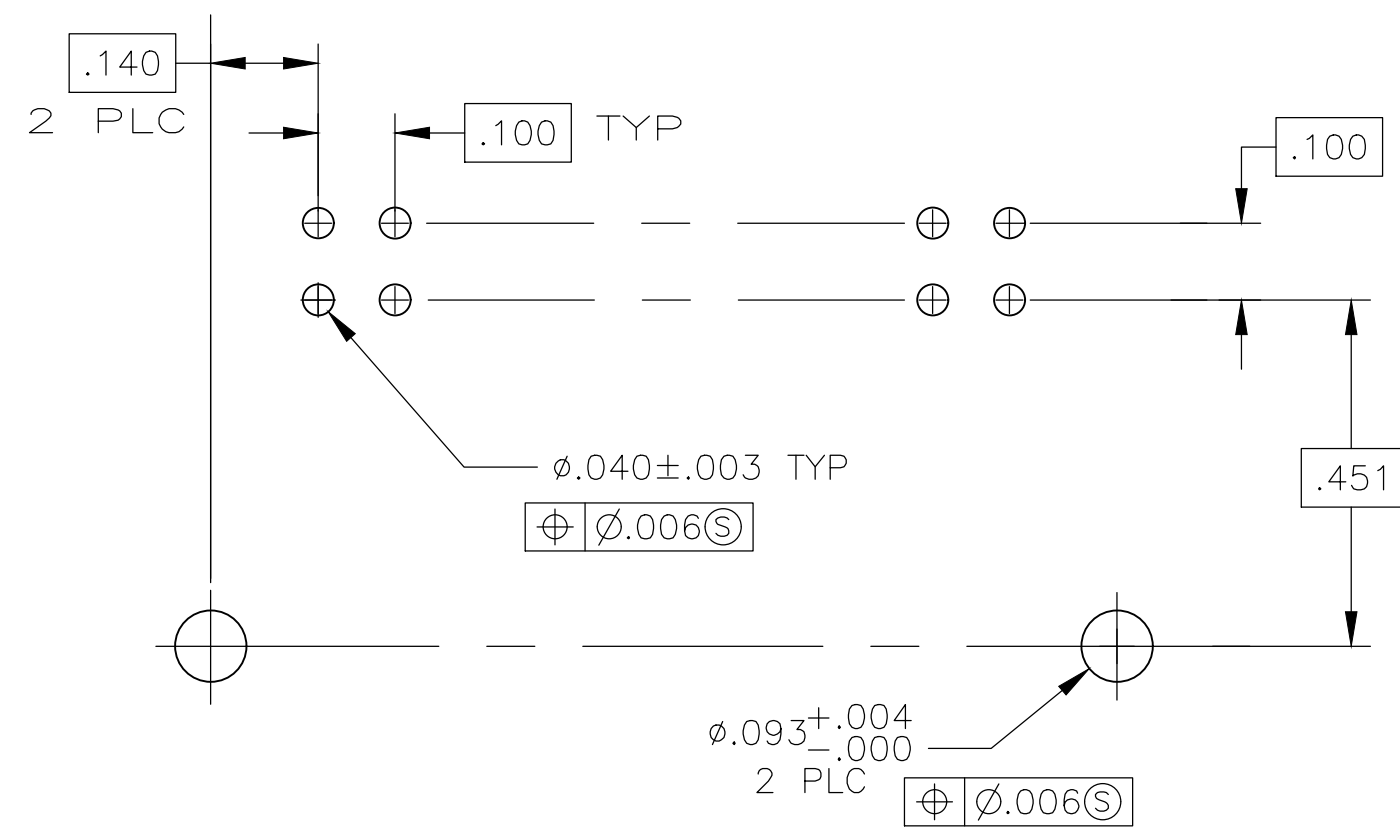 .140
2 PLC
.100 TYP
.100
⌀.040±.003 TYP
⌖ ⌀.006Ⓢ
.451
⌀.093 +.004
-.000
2 PLC
⌖ ⌀.006Ⓢ